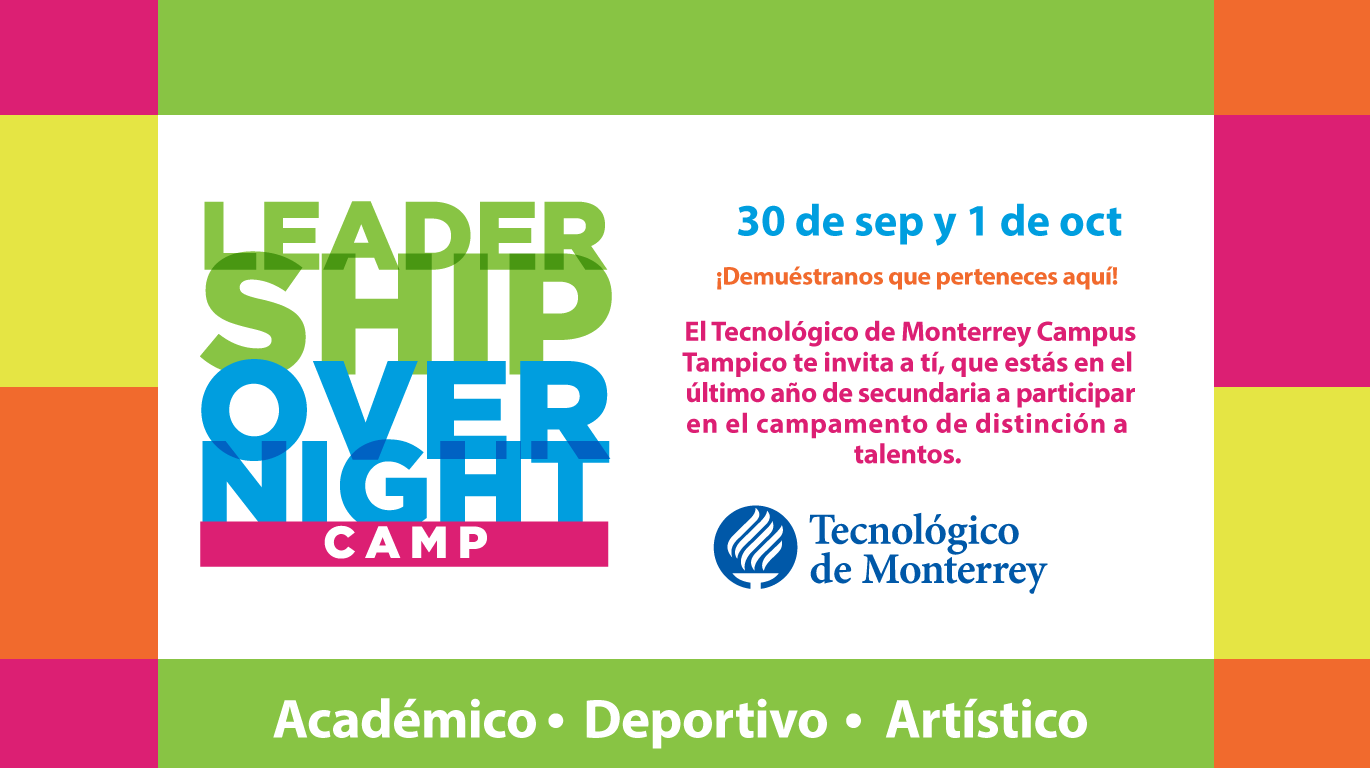 LEADER
SHIP
OVER
NIGHT
CAMP
30 de sep y 1 de oct
¡Demuéstranos que perteneces aquí!
El Tecnológico de Monterrey Campus
Tampico te invita a tí, que estás en el
último año de secundaria a participar
en el campamento de distinción a
talentos.
Tecnológico
de Monterrey
Académico • Deportivo • Artístico